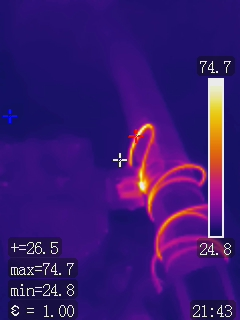 74.7
24.8
+=26.5
max=74.7
min=24.8
ε = 1.00
21:43